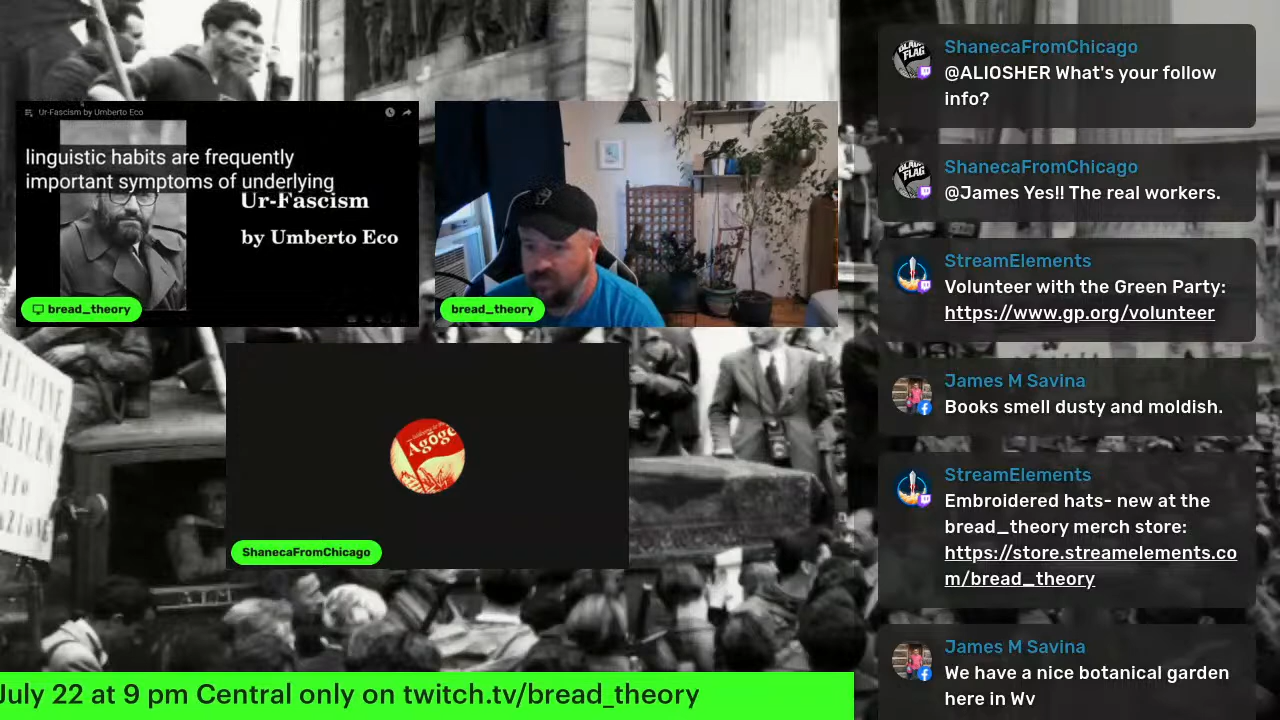 Ur-Fascism by Umberto Eco
linguistic habits are frequently
important symptoms of underlying
Ur-Fascism
by Umberto Eco
bread_theory
bread_theory
Agōge
ShanecaFromChicago
July 22 at 9 pm Central only on twitch.tv/bread_theory
ShanecaFromChicago
@ALIOSHER What's your follow
info?
ShanecaFromChicago
@James Yes!! The real workers.
StreamElements
Volunteer with the Green Party:
https://www.gp.org/volunteer
James M Savina
Books smell dusty and moldish.
StreamElements
Embroidered hats- new at the
bread_theory merch store:
https://store.streamelements.co
m/bread_theory
James M Savina
We have a nice botanical garden
here in Wv